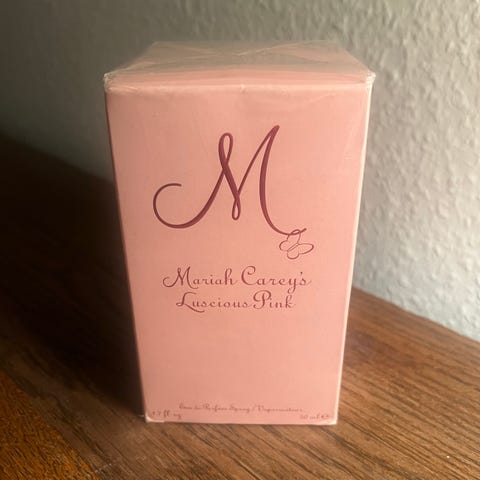 M
Mariah Carey's
Luscious Pink
Eau de Parfum Spray / Vaporisateur
1.7 fl oz 50 ml e